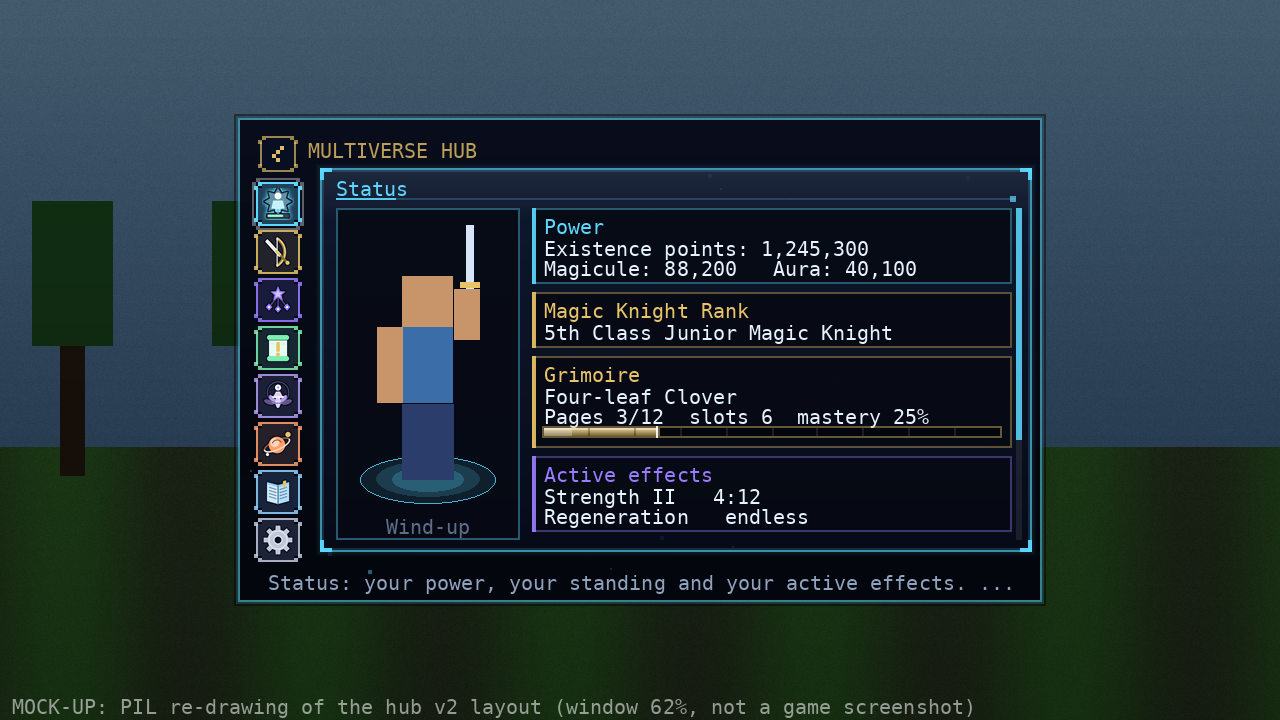 MULTIVERSE HUB
Status
Power
Existence points: 1,245,300
Magicule: 88,200   Aura: 40,100
Magic Knight Rank
5th Class Junior Magic Knight
Grimoire
Four-leaf Clover
Pages 3/12  slots 6  mastery 25%
Active effects
Strength II   4:12
Regeneration   endless
Wind-up
Status: your power, your standing and your active effects. ...
MOCK-UP: PIL re-drawing of the hub v2 layout (window 62%, not a game screenshot)